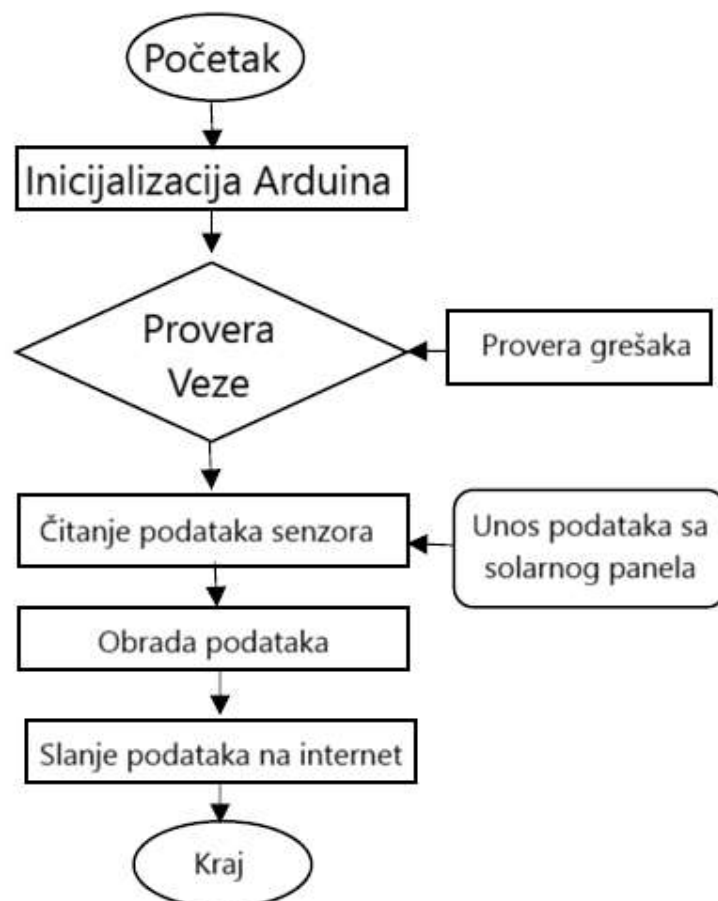 Početak
Inicijalizacija Arduina
Provera
Veze
Provera grešaka
Čitanje podataka senzora
Unos podataka sa
solarnog panela
Obrada podataka
Slanje podataka na internet
Kraj